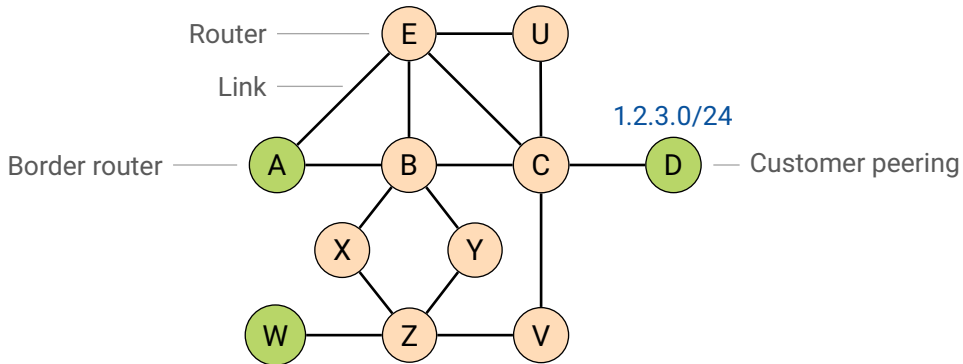 Router
E
U
Link
1.2.3.0/24
Border router
A
B
C
D
Customer peering
X
Y
W
Z
V